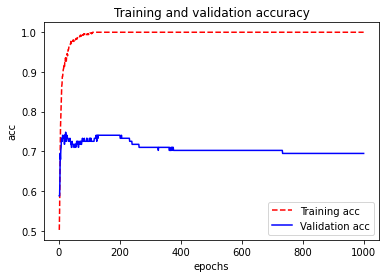 Training and validation accuracy
1.0
0.9
0.8
0.7
0.6
0.5
acc
0
200
400
600
800
1000
epochs
Training acc
Validation acc